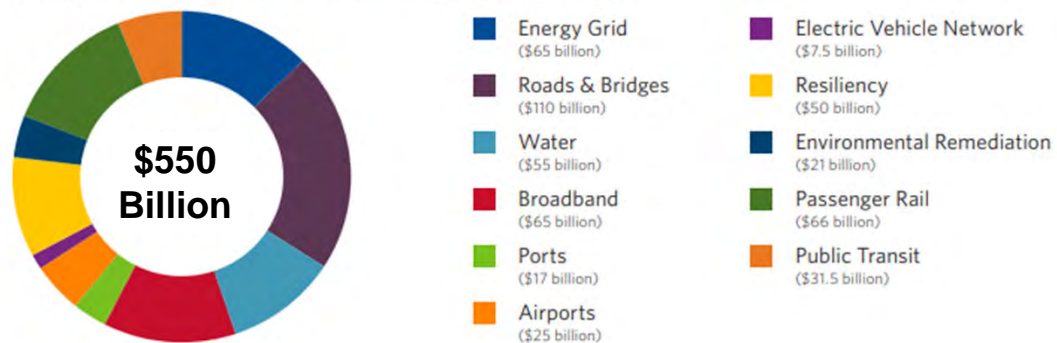 $550
Billion
Energy Grid
($65 billion)
Roads & Bridges
($110 billion)
Water
($55 billion)
Broadband
($65 billion)
Ports
($17 billion)
Airports
($25 billion)
Electric Vehicle Network
($7.5 billion)
Resiliency
($50 billion)
Environmental Remediation
($21 billion)
Passenger Rail
($66 billion)
Public Transit
($31.5 billion)